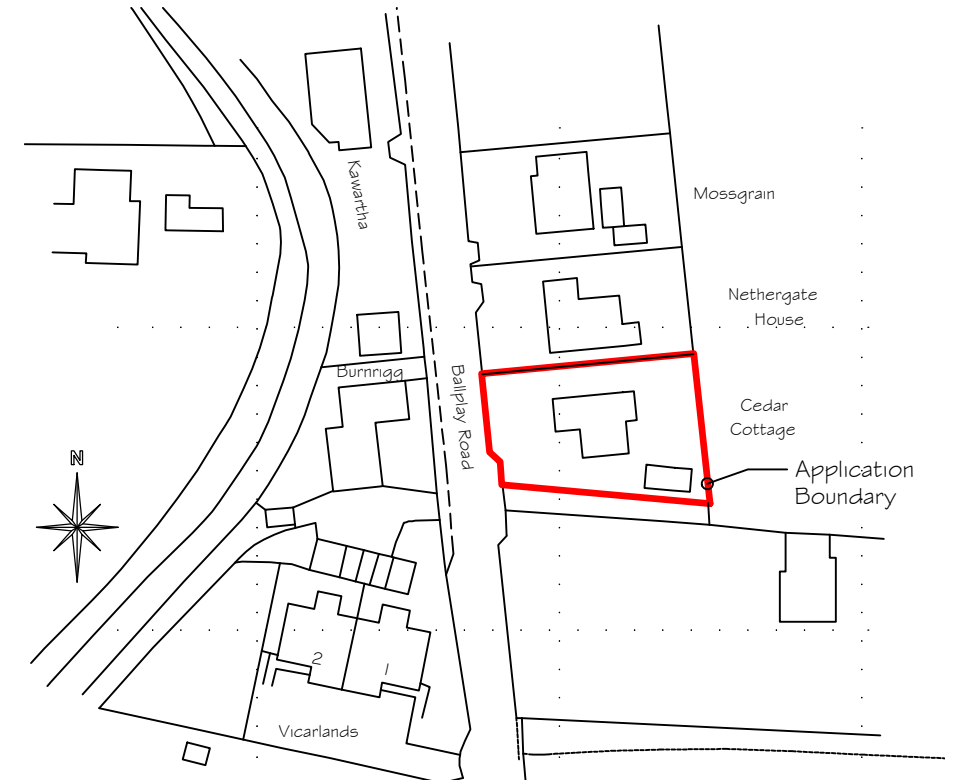 Kawartha
Mossgrain
Nethergate
House
Burnrigg
Ballplay Road
Cedar
Cottage
N
Application
Boundary
2
1
Vicarlands